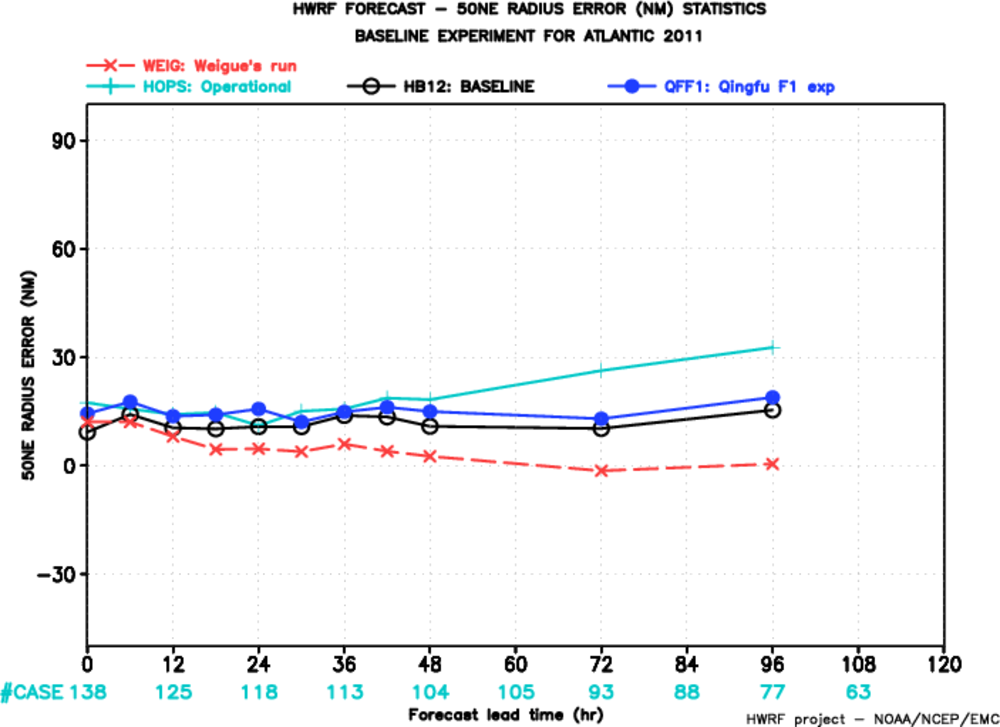 HWRF FORECAST – 50NE RADIUS ERROR (NM) STATISTICS
BASELINE EXPERIMENT FOR ATLANTIC 2011
WEIG: Weigue's run
HOPS: Operational HB12: BASELINE QFF1: Qingfu F1 exp
90
60
30
0
−30
50NE RADIUS ERROR (NM)
0 12 24 36 48 60 72 84 96 108 120
#CASE 138 125 118 113 104 105 93 88 77 63
Forecast lead time (hr)
HWRF project – NOAA/NCEP/EMC